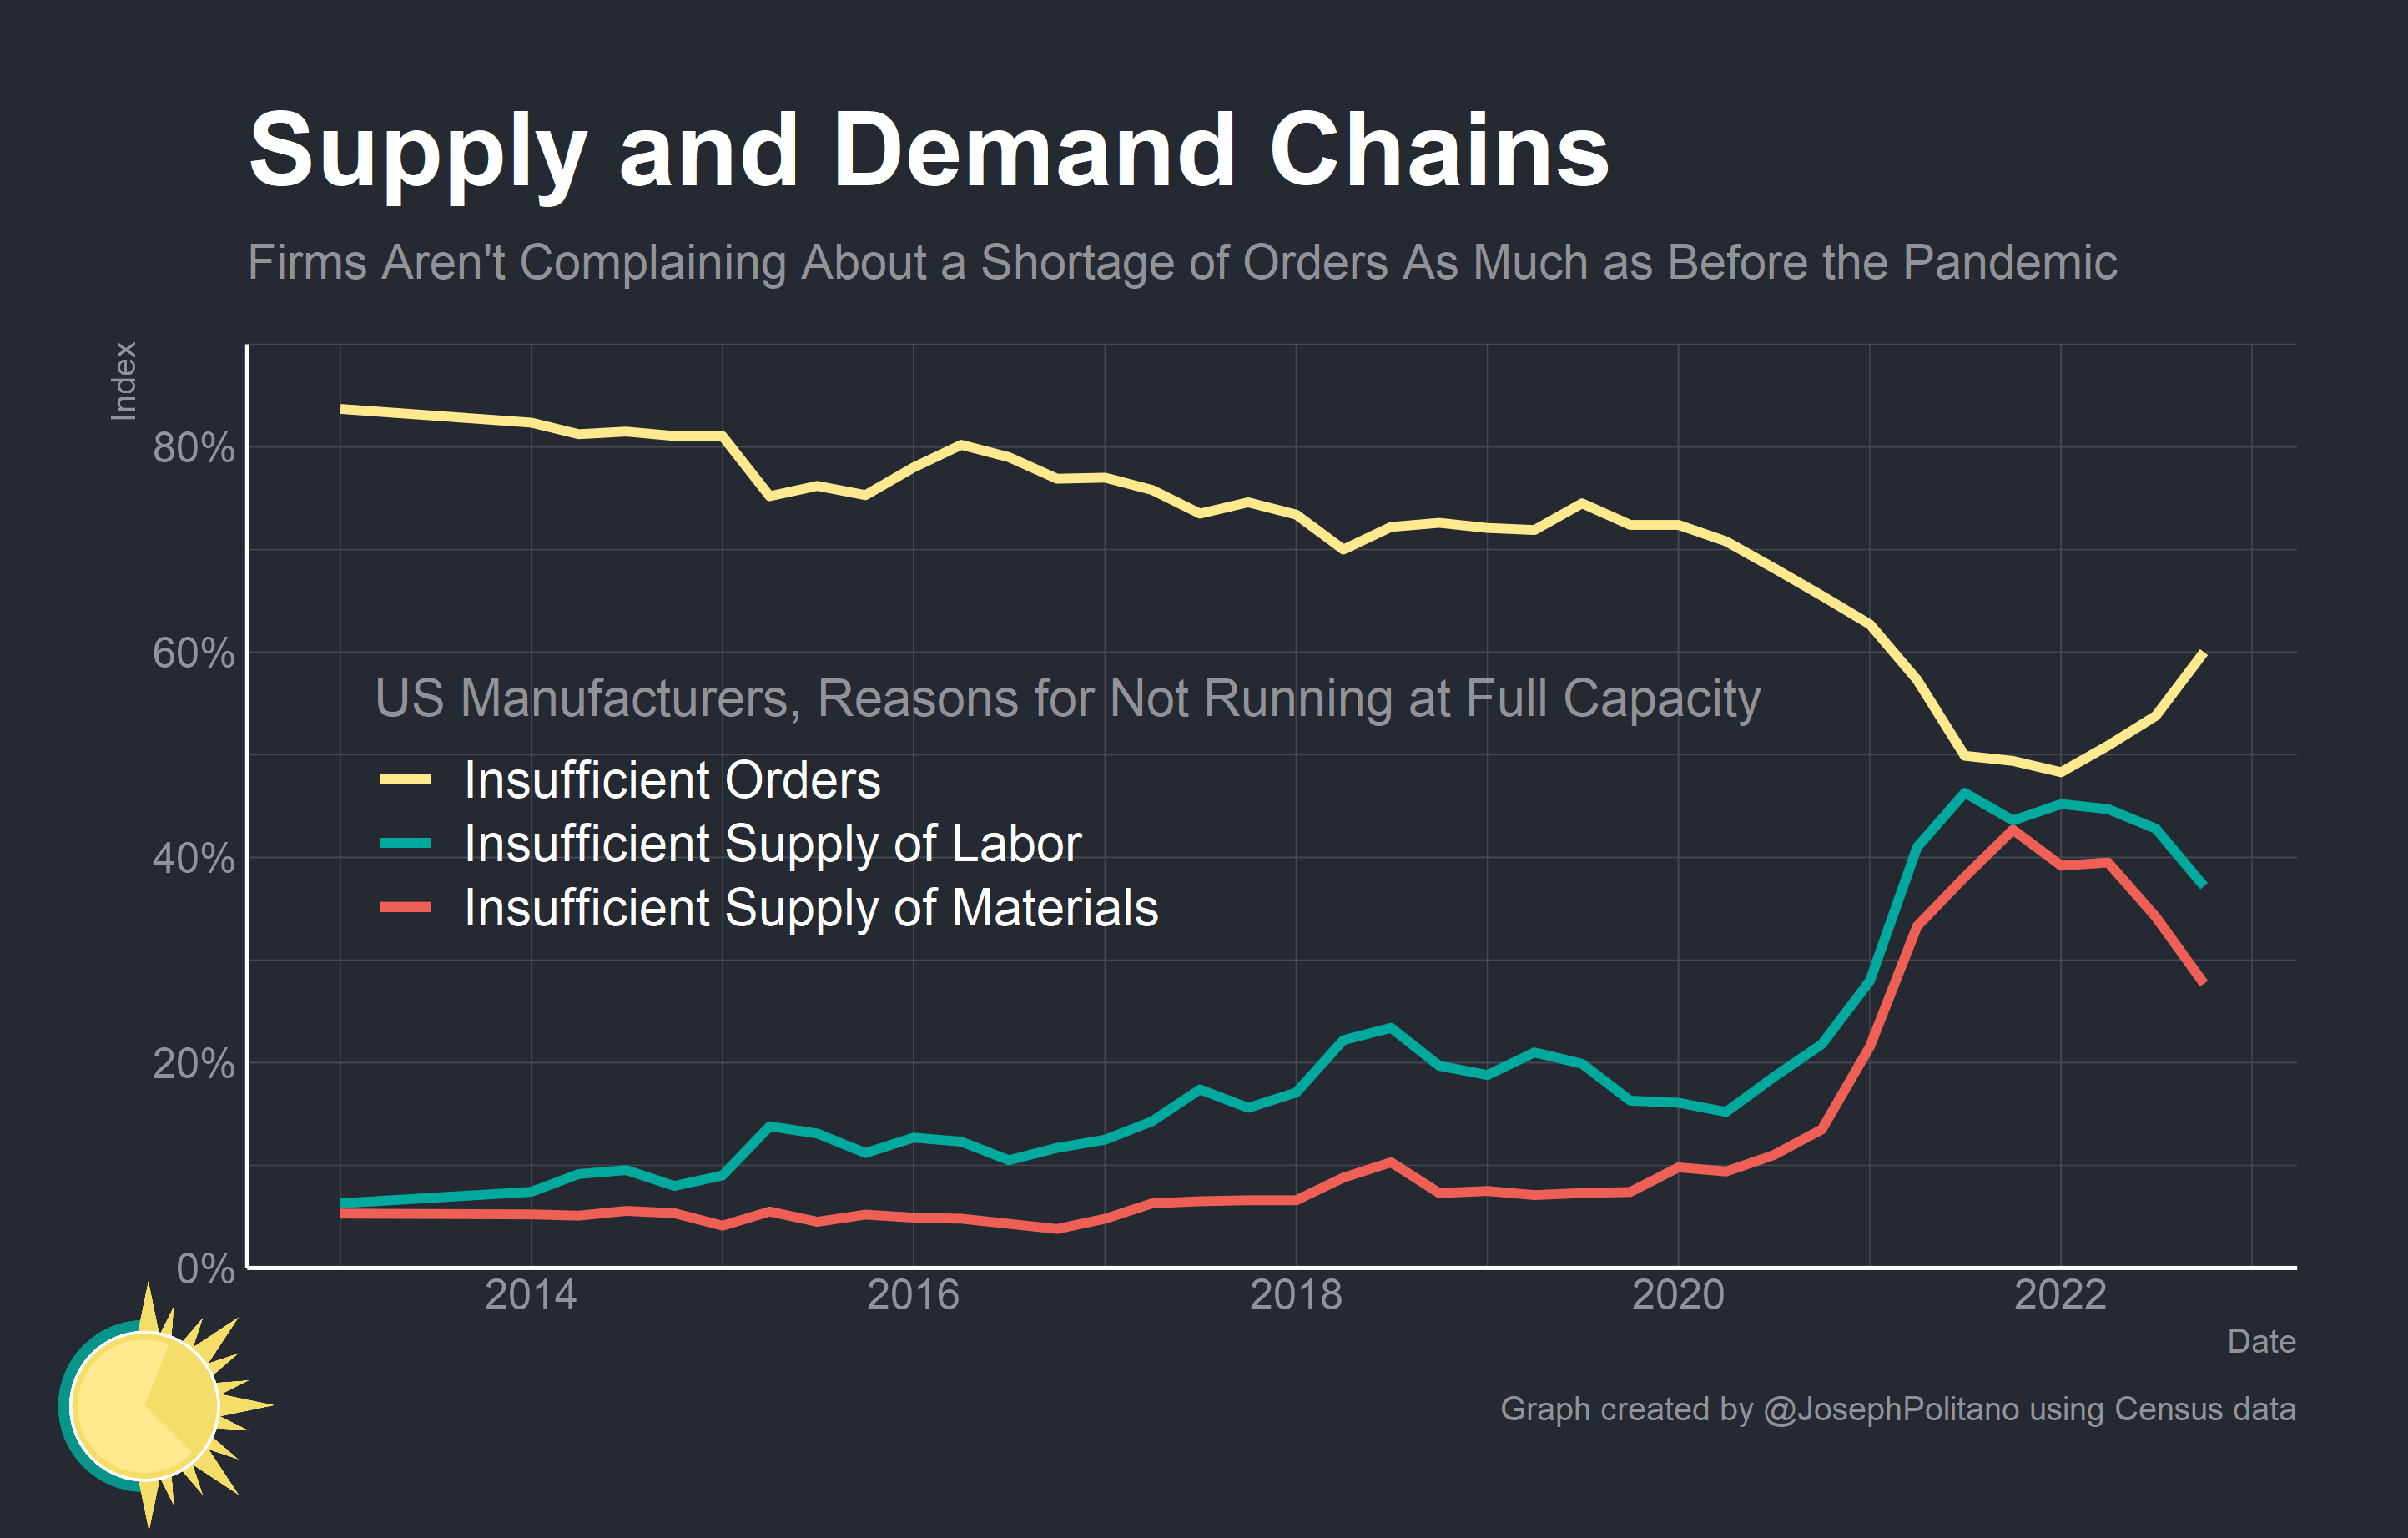 Supply and Demand Chains
Firms Aren't Complaining About a Shortage of Orders As Much as Before the Pandemic
Index
80%
60%
40%
20%
0%
US Manufacturers, Reasons for Not Running at Full Capacity
Insufficient Orders
Insufficient Supply of Labor
Insufficient Supply of Materials
2014 2016 2018 2020 2022
Date
Graph created by @JosephPolitano using Census data